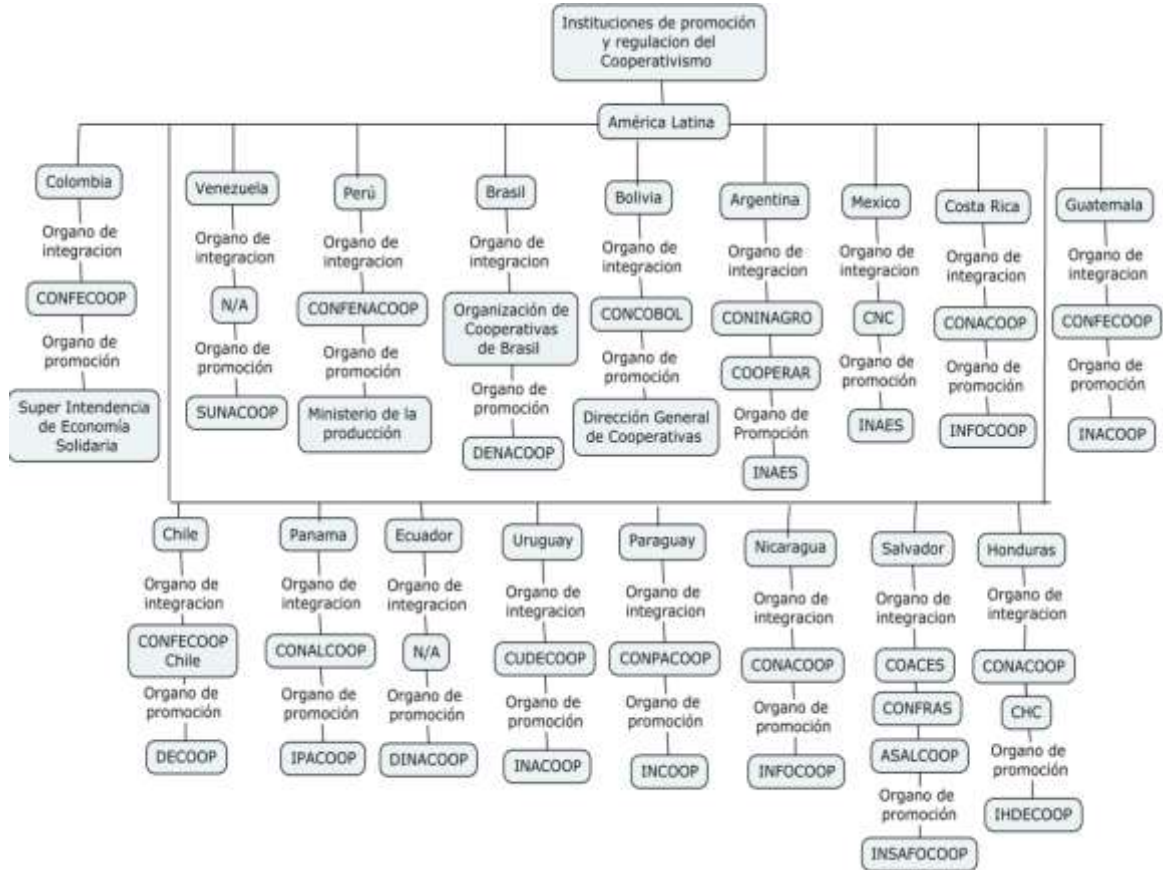 Instituciones de promoción
y regulacion del
Cooperativismo
América Latina
Colombia
Organo de
integracion
CONFECOOP
Organo de
promoción
Super Intendencia
de Economía
Solidaria
Venezuela
Organo de
integracion
N/A
Organo de
promoción
SUNACOOP
Perú
Organo de
integracion
CONFENACOOP
Organo de
promoción
Ministerio de la
producción
Brasil
Organo de
integracion
Organización de
Cooperativas
de Brasil
Organo de
promoción
DENACOOP
Bolivia
Organo de
integracion
CONCOBOL
Organo de
promoción
Dirección General
de Cooperativas
Argentina
Organo de
integracion
CONINAGRO
COOPERAR
Organo de
Promoción
INAES
Mexico
Organo de
integracion
CNC
Organo de
promoción
INAES
Costa Rica
Organo de
integracion
CONACOOP
Organo de
promoción
INFOCOOP
Guatemala
Organo de
integracion
CONFECOOP
Organo de
promoción
INACOOP
Chile
Organo de
integracion
CONFECOOP
Chile
Organo de
promoción
DECOOP
Panama
Organo de
integracion
CONALCOOP
Organo de
promoción
IPACOOP
Ecuador
Organo de
integracion
N/A
Organo de
promoción
DINACOOP
Uruguay
Organo de
integracion
CUDECOOP
Organo de
promoción
INACOOP
Paraguay
Organo de
integracion
CONPACOOP
Organo de
promoción
INCOOP
Nicaragua
Organo de
integracion
CONACOOP
Organo de
promoción
INFOCOOP
Salvador
Organo de
integracion
COACES
CONFRAS
ASALCOOP
Organo de
promoción
INSAFOCOOP
Honduras
Organo de
integracion
CONACOOP
CHC
Organo de
promoción
IHDECOOP